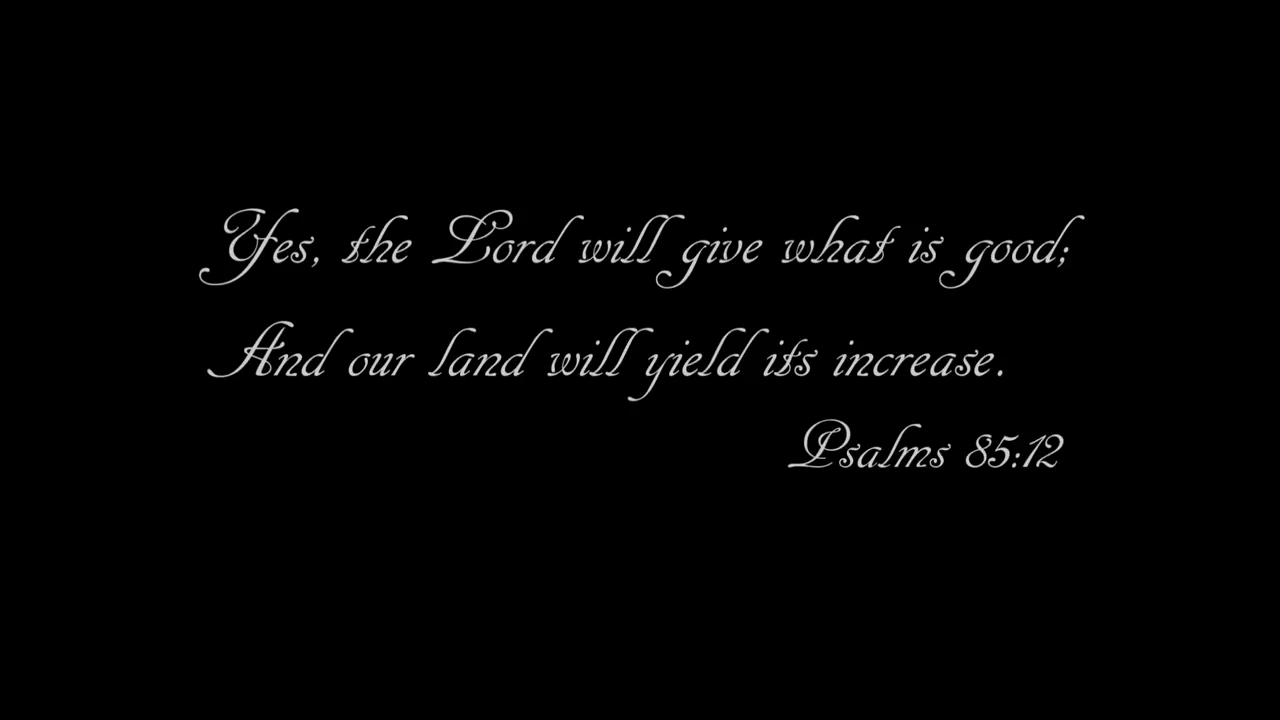 Yes, the Lord will give what is good;
And our land will yield its increase.
Psalms 85:12